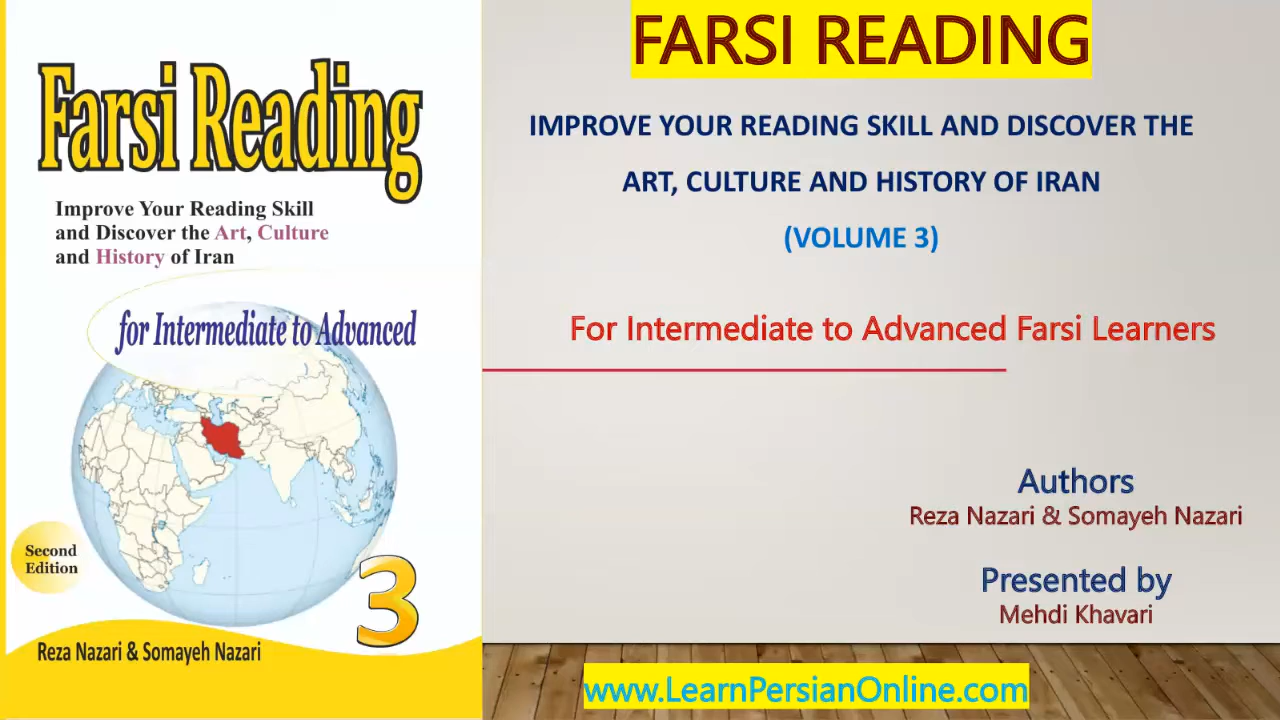 Farsi Reading
Improve Your Reading Skill
and Discover the Art, Culture
and History of Iran
for Intermediate to Advanced
Second
Edition
3
Reza Nazari & Somayeh Nazari
FARSI READING
IMPROVE YOUR READING SKILL AND DISCOVER THE
ART, CULTURE AND HISTORY OF IRAN
(VOLUME 3)
For Intermediate to Advanced Farsi Learners
Authors
Reza Nazari & Somayeh Nazari
Presented by
Mehdi Khavari
www.LearnPersianOnline.com